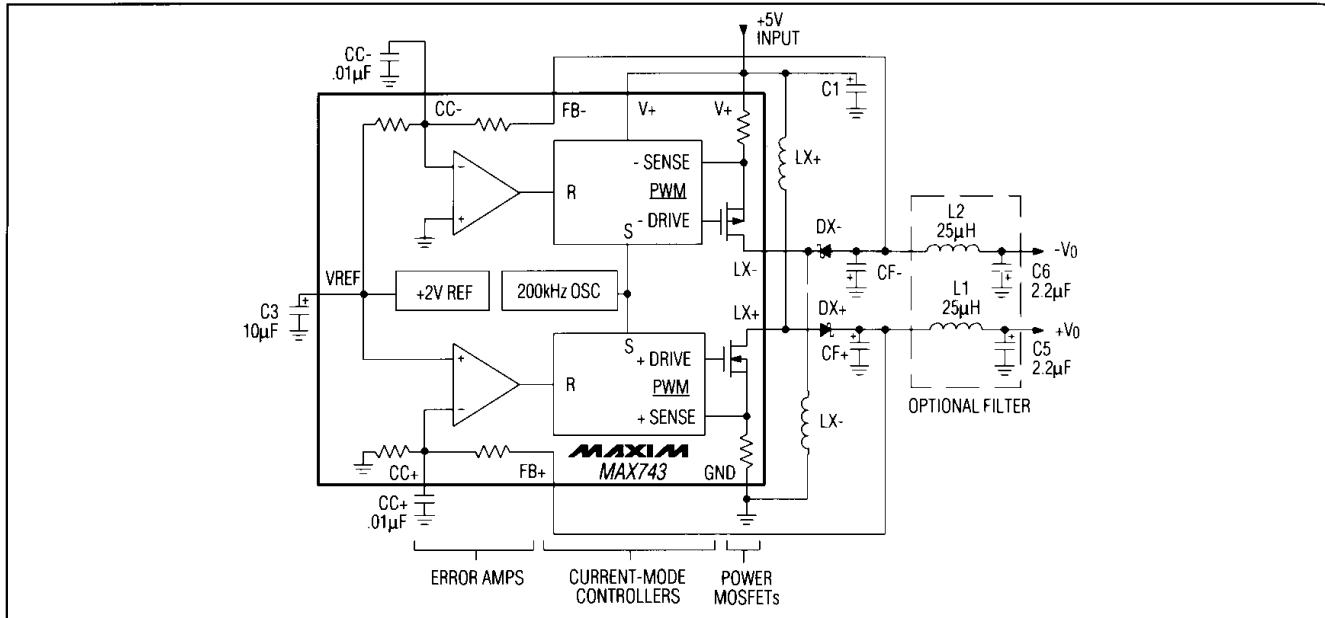 +5V
INPUT
CC-
.01µF
CC-
FB-
V+
V+
C1
LX+
- SENSE
PWM
- DRIVE
R
S
L2
25µH
DX-
-V0
LX-
CF-
C6
2.2µF
VREF
+2V REF
200kHz OSC
LX+
DX+
L1
25µH
+V0
C3
10µF
S
+ DRIVE
PWM
+ SENSE
R
CF+
C5
2.2µF
OPTIONAL FILTER
LX-
MAXIM
MAX743
CC+
FB+
GND
CC+
.01µF
ERROR AMPS
CURRENT-MODE
CONTROLLERS
POWER
MOSFETs